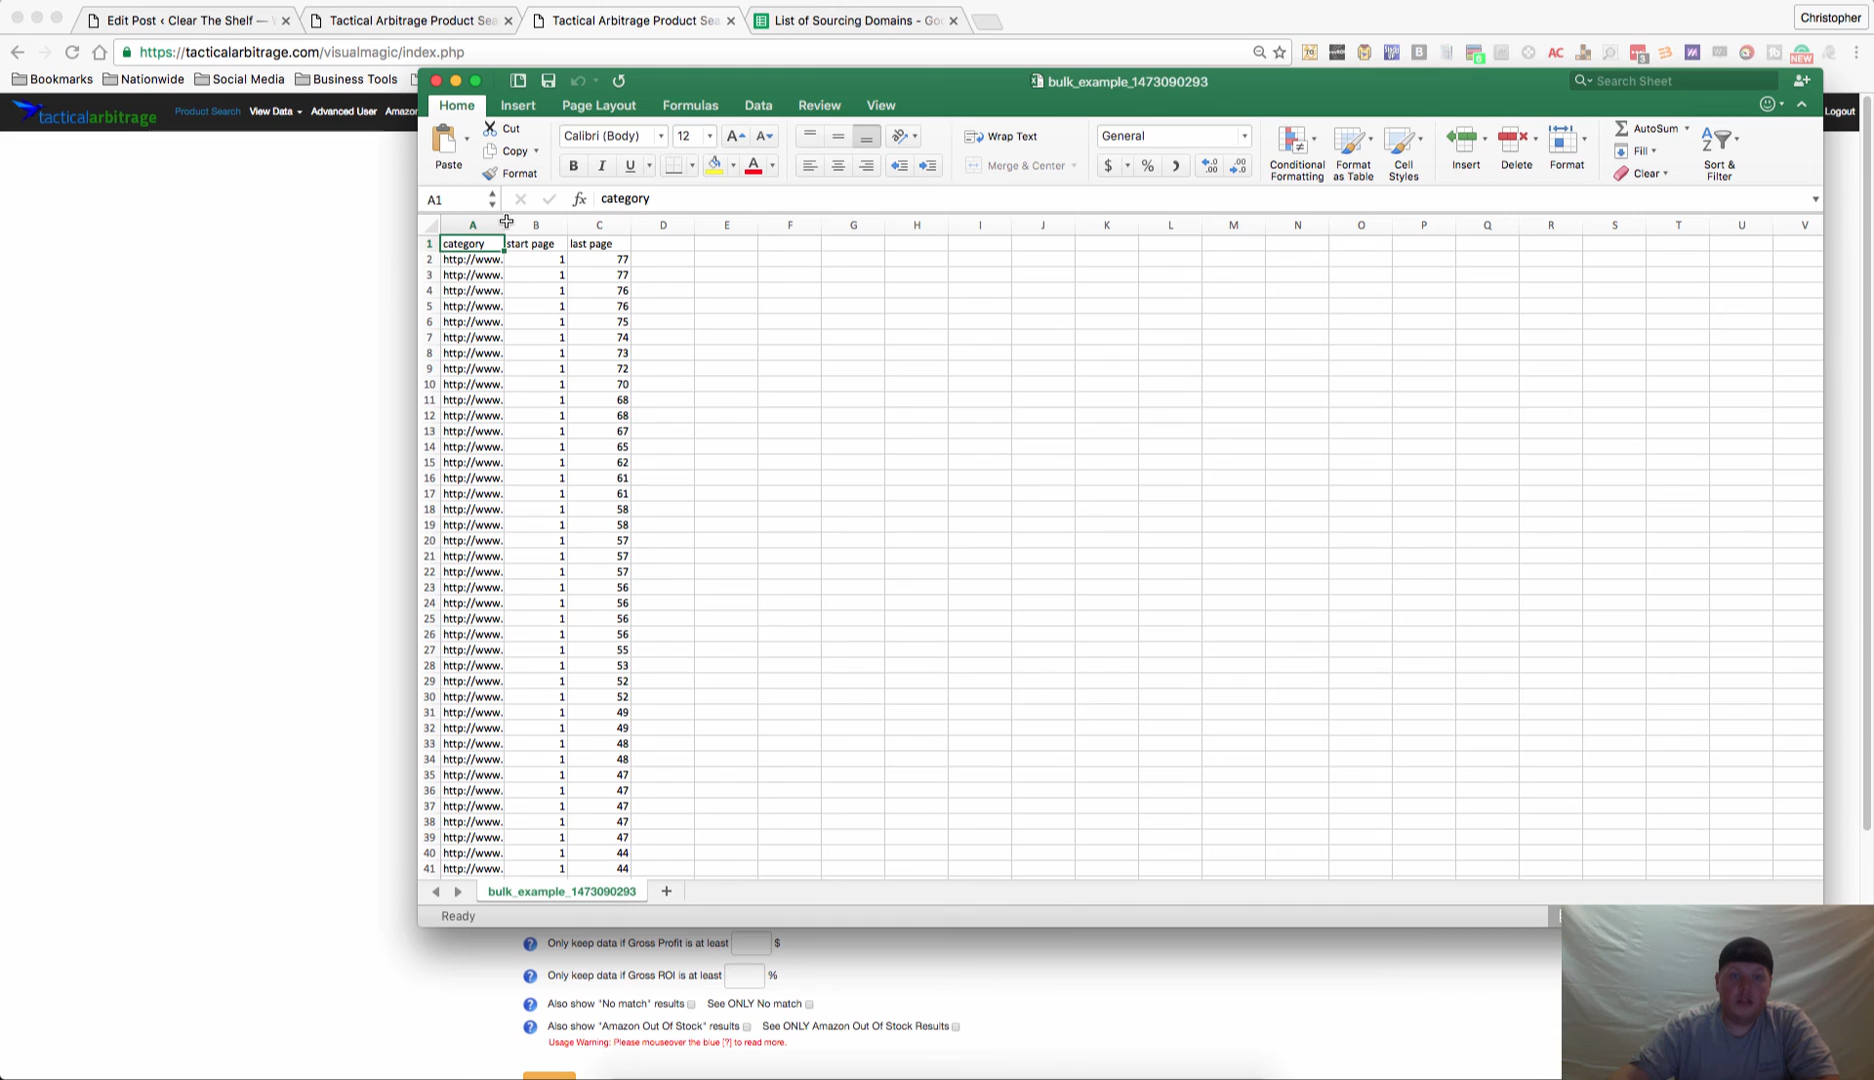 Edit Post ‹ Clear The Shelf —
Tactical Arbitrage Product Sea
Tactical Arbitrage Product Sea
List of Sourcing Domains - Goo
Christopher
https://tacticalarbitrage.com/visualmagic/index.php
Bookmarks Nationwide Social Media Business Tools
tacticalarbitrage Product Search View Data Advanced User Amazon Logout
bulk_example_1473090293
Search Sheet
Home Insert Page Layout Formulas Data Review View
Paste Cut Copy Format
Calibri (Body) 12
B I U
Wrap Text
Merge & Center
General
$ %
Conditional Formatting
Format as Table
Cell Styles
Insert Delete Format
AutoSum
Fill
Clear
Sort & Filter
A1 fx category
A B C D E F G H I J K L M N O P Q R S T U V
1 category start page last page
2 http://www. 1 77
3 http://www. 1 77
4 http://www. 1 76
5 http://www. 1 76
6 http://www. 1 75
7 http://www. 1 74
8 http://www. 1 73
9 http://www. 1 72
10 http://www. 1 70
11 http://www. 1 68
12 http://www. 1 68
13 http://www. 1 67
14 http://www. 1 65
15 http://www. 1 62
16 http://www. 1 61
17 http://www. 1 61
18 http://www. 1 58
19 http://www. 1 58
20 http://www. 1 57
21 http://www. 1 57
22 http://www. 1 57
23 http://www. 1 56
24 http://www. 1 56
25 http://www. 1 56
26 http://www. 1 56
27 http://www. 1 55
28 http://www. 1 53
29 http://www. 1 52
30 http://www. 1 52
31 http://www. 1 49
32 http://www. 1 49
33 http://www. 1 48
34 http://www. 1 48
35 http://www. 1 47
36 http://www. 1 47
37 http://www. 1 47
38 http://www. 1 47
39 http://www. 1 47
40 http://www. 1 44
41 http://www. 1 44
bulk_example_1473090293
Ready
Only keep data if Gross Profit is at least $
Only keep data if Gross ROI is at least %
Also show "No match" results See ONLY No match
Also show "Amazon Out Of Stock" results See ONLY Amazon Out Of Stock Results
Usage Warning: Please mouseover the blue [?] to read more.